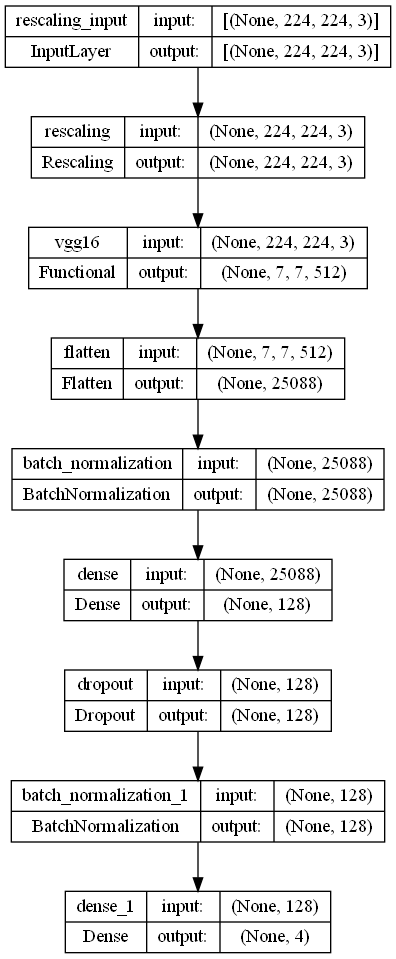 rescaling_input input: [(None, 224, 224, 3)]
InputLayer output: [(None, 224, 224, 3)]
rescaling input: (None, 224, 224, 3)
Rescaling output: (None, 224, 224, 3)
vgg16 input: (None, 224, 224, 3)
Functional output: (None, 7, 7, 512)
flatten input: (None, 7, 7, 512)
Flatten output: (None, 25088)
batch_normalization input: (None, 25088)
BatchNormalization output: (None, 25088)
dense input: (None, 25088)
Dense output: (None, 128)
dropout input: (None, 128)
Dropout output: (None, 128)
batch_normalization_1 input: (None, 128)
BatchNormalization output: (None, 128)
dense_1 input: (None, 128)
Dense output: (None, 4)